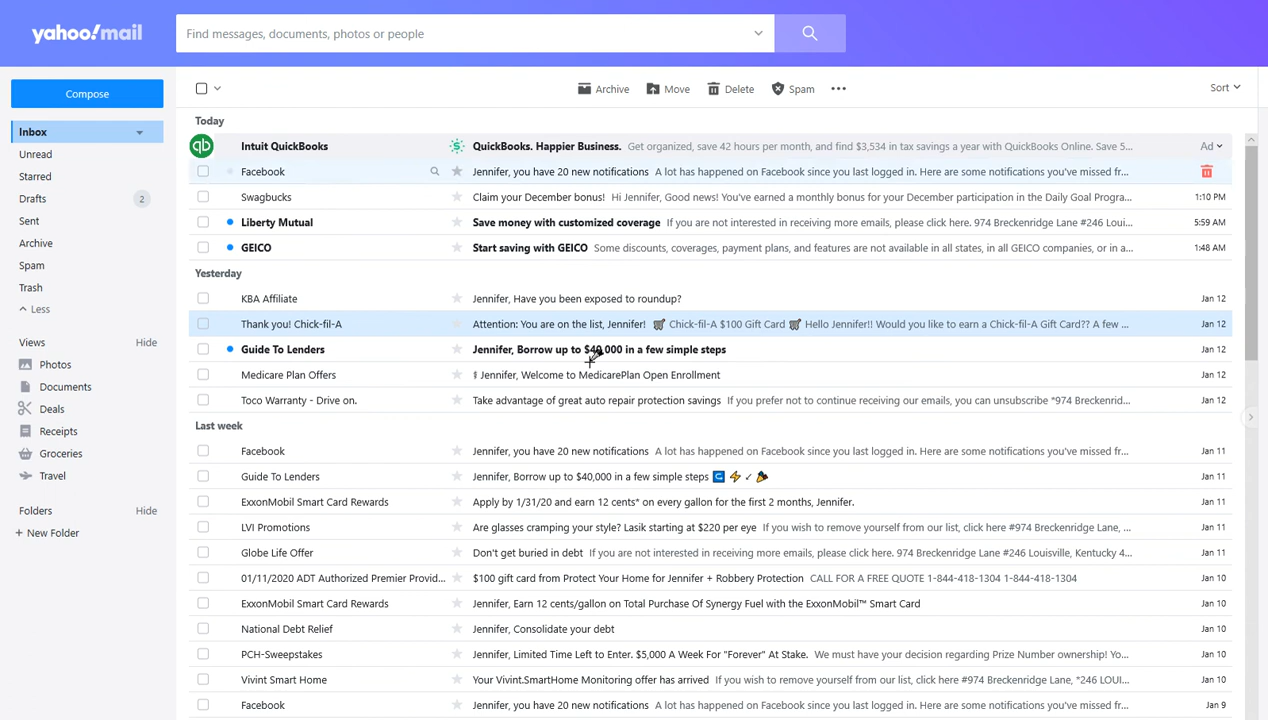 yahoo!mail
Find messages, documents, photos or people
Compose
Archive Move Delete Spam ••• Sort
Inbox
Unread
Starred
Drafts 2
Sent
Archive
Spam
Trash
Less
Views Hide
Photos
Documents
Deals
Receipts
Groceries
Travel
Folders Hide
+ New Folder
Today
qb Intuit QuickBooks QuickBooks. Happier Business. Get organized, save 42 hours per month, and find $3,534 in tax savings a year with QuickBooks Online. Save 5... Ad
Facebook Jennifer, you have 20 new notifications A lot has happened on Facebook since you last logged in. Here are some notifications you've missed fr...
Swagbucks Claim your December bonus! Hi Jennifer, Good news! You've earned a monthly bonus for your December participation in the Daily Goal Progra... 1:10 PM
Liberty Mutual Save money with customized coverage If you are not interested in receiving more emails, please click here. 974 Breckenridge Lane #246 Loui... 5:59 AM
GEICO Start saving with GEICO Some discounts, coverages, payment plans, and features are not available in all states, in all GEICO companies, or in a... 1:48 AM
Yesterday
KBA Affiliate Jennifer, Have you been exposed to roundup? Jan 12
Thank you! Chick-fil-A Attention: You are on the list, Jennifer! 🛒 Chick-fil-A $100 Gift Card 🛒 Hello Jennifer!! Would you like to earn a Chick-fil-A Gift Card?? A few ... Jan 12
Guide To Lenders Jennifer, Borrow up to $40,000 in a few simple steps Jan 12
Medicare Plan Offers Jennifer, Welcome to MedicarePlan Open Enrollment Jan 12
Toco Warranty - Drive on. Take advantage of great auto repair protection savings If you prefer not to continue receiving our emails, you can unsubscribe *974 Breckenrid... Jan 12
Last week
Facebook Jennifer, you have 20 new notifications A lot has happened on Facebook since you last logged in. Here are some notifications you've missed fr... Jan 11
Guide To Lenders Jennifer, Borrow up to $40,000 in a few simple steps Jan 11
ExxonMobil Smart Card Rewards Apply by 1/31/20 and earn 12 cents* on every gallon for the first 2 months, Jennifer. Jan 11
LVI Promotions Are glasses cramping your style? Lasik starting at $220 per eye If you wish to remove yourself from our list, click here #974 Breckenridge Lane, ... Jan 11
Globe Life Offer Don't get buried in debt If you are not interested in receiving more emails, please click here. 974 Breckenridge Lane #246 Louisville, Kentucky 4... Jan 11
01/11/2020 ADT Authorized Premier Provid... $100 gift card from Protect Your Home for Jennifer + Robbery Protection CALL FOR A FREE QUOTE 1-844-418-1304 1-844-418-1304 Jan 10
ExxonMobil Smart Card Rewards Jennifer, Earn 12 cents/gallon on Total Purchase Of Synergy Fuel with the ExxonMobil™ Smart Card Jan 10
National Debt Relief Jennifer, Consolidate your debt Jan 10
PCH-Sweepstakes Jennifer, Limited Time Left to Enter. $5,000 A Week For "Forever" At Stake. We must have your decision regarding Prize Number ownership! Yo... Jan 10
Vivint Smart Home Your Vivint.SmartHome Monitoring offer has arrived If you wish to remove yourself from our list, click here #974 Breckenridge Lane, *246 LOUI... Jan 10
Facebook Jennifer, you have 20 new notifications A lot has happened on Facebook since you last logged in. Here are some notifications you've missed fr... Jan 9